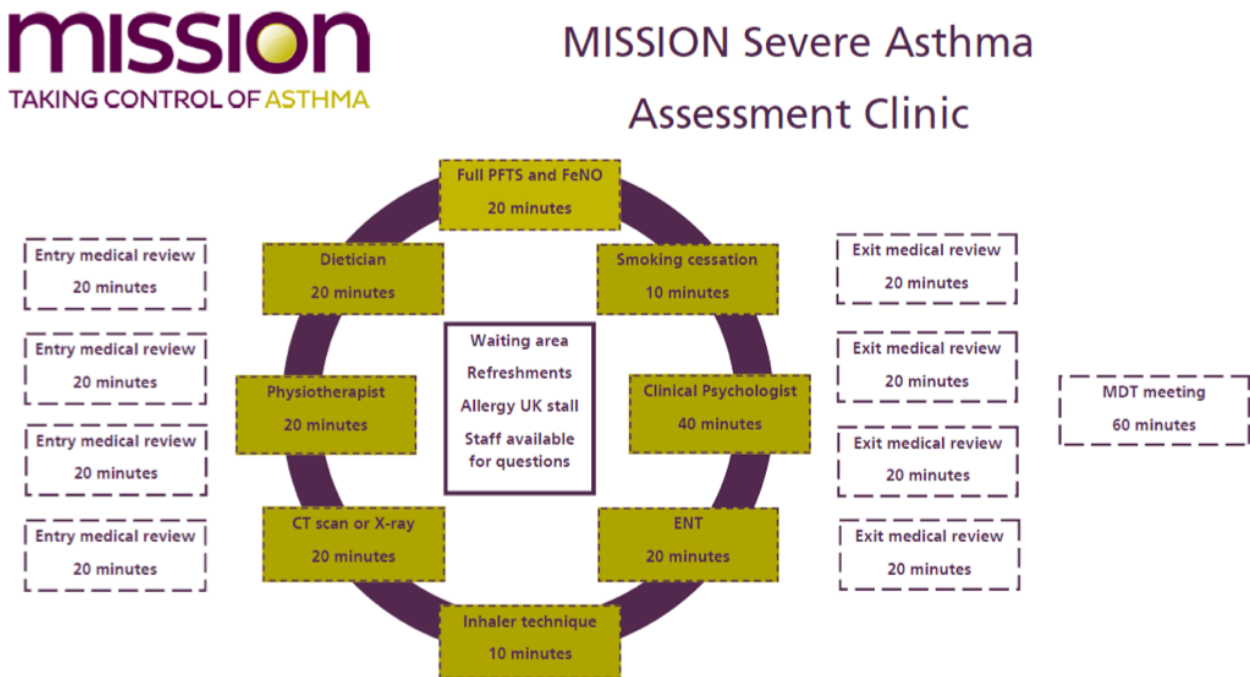 mission
TAKING CONTROL OF ASTHMA
MISSION Severe Asthma
Assessment Clinic
Full PFTS and FeNO
20 minutes
Entry medical review
20 minutes
Entry medical review
20 minutes
Entry medical review
20 minutes
Entry medical review
20 minutes
Dietician
20 minutes
Physiotherapist
20 minutes
CT scan or X-ray
20 minutes
Waiting area
Refreshments
Allergy UK stall
Staff available
for questions
Smoking cessation
10 minutes
Clinical Psychologist
40 minutes
ENT
20 minutes
Inhaler technique
10 minutes
Exit medical review
20 minutes
Exit medical review
20 minutes
Exit medical review
20 minutes
Exit medical review
20 minutes
MDT meeting
60 minutes